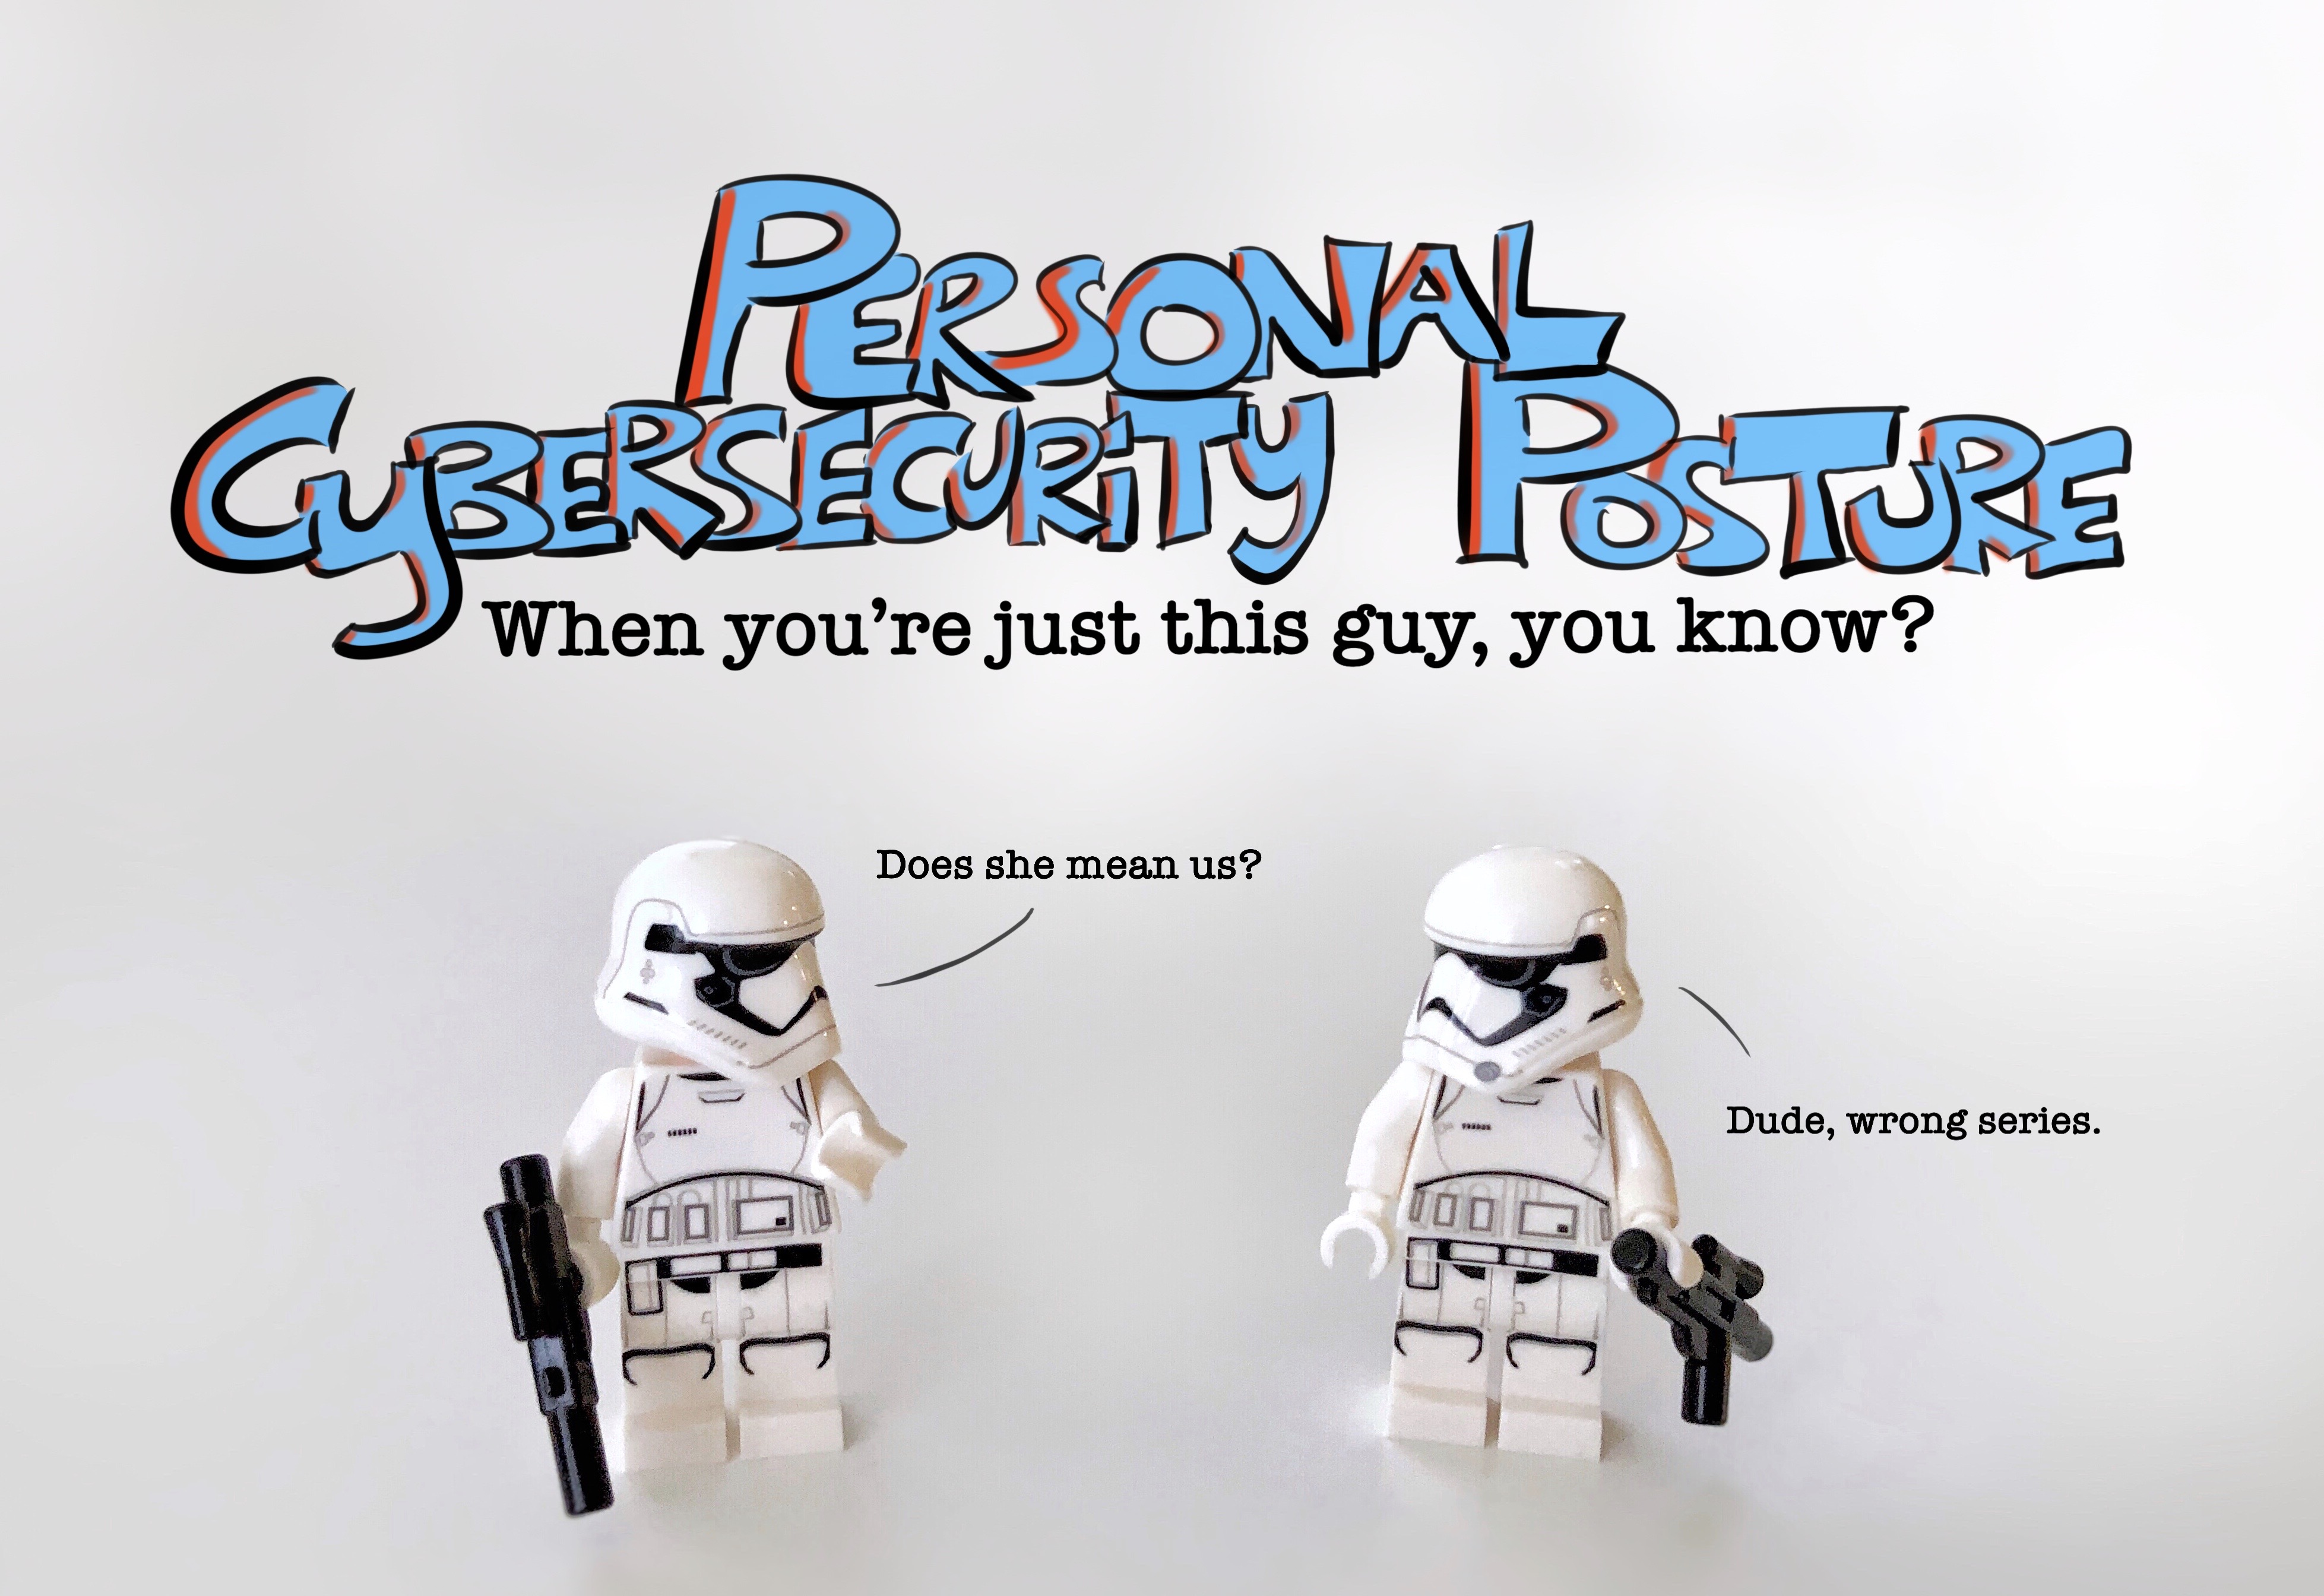 PERSONAL
CYBERSECURITY POSTURE
When you're just this guy, you know?
Does she mean us?
Dude, wrong series.